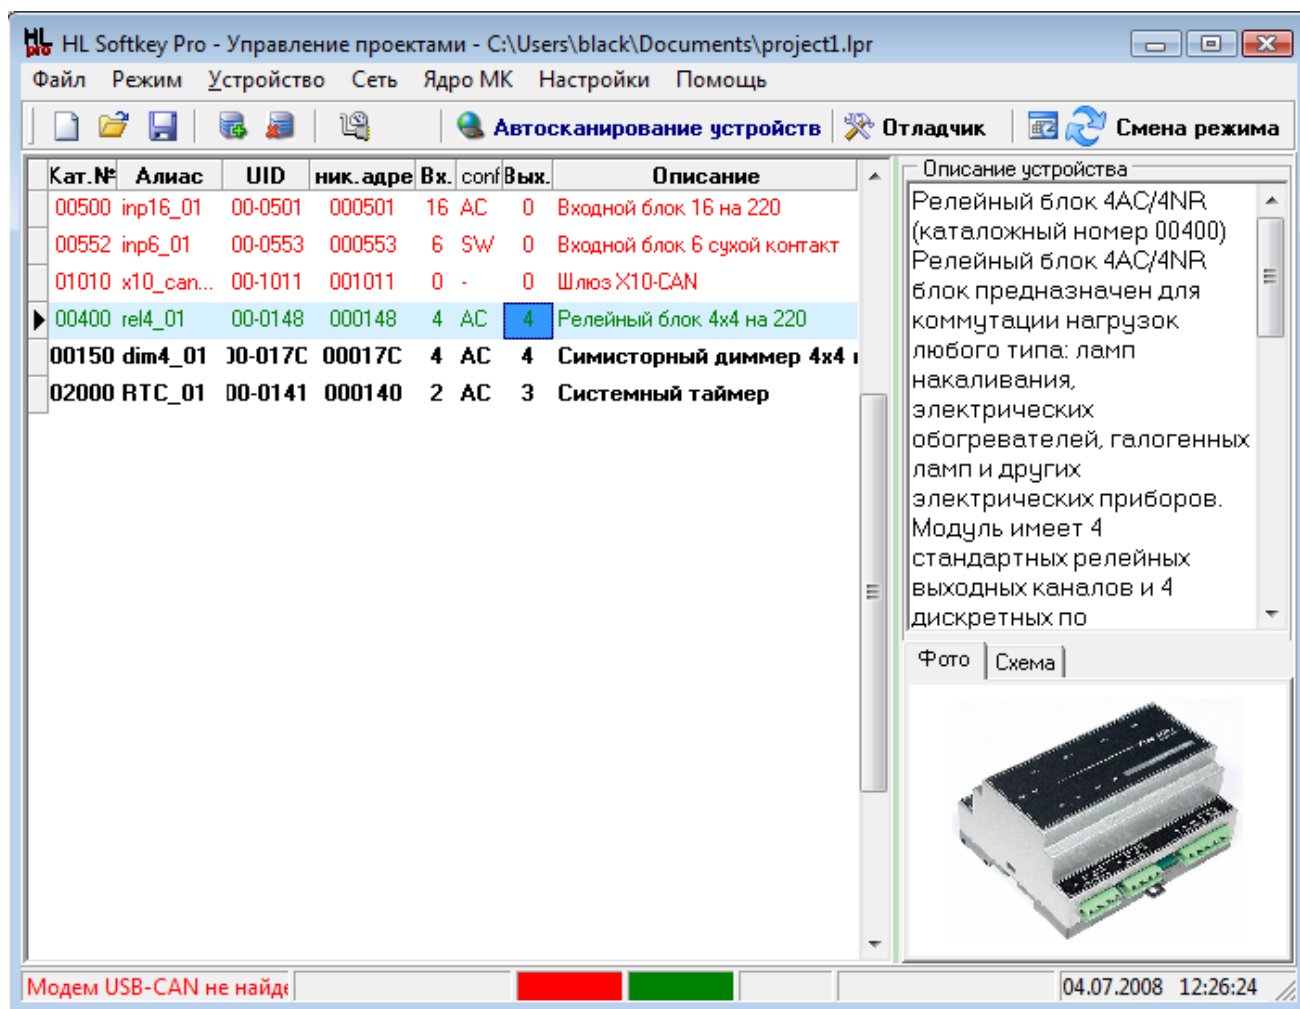 HL pro HL Softkey Pro - Управление проектами - C:\Users\black\Documents\project1.lpr
Файл Режим Устройство Сеть Ядро МК Настройки Помощь
Автосканирование устройств Отладчик Смена режима
Кат.№ Алиас UID ник.адре Вх. conf Вых. Описание
00500 inp16_01 00-0501 000501 16 AC 0 Входной блок 16 на 220
00552 inp6_01 00-0553 000553 6 SW 0 Входной блок 6 сухой контакт
01010 x10_can... 00-1011 001011 0 - 0 Шлюз X10-CAN
00400 rel4_01 00-0148 000148 4 AC 4 Релейный блок 4x4 на 220
00150 dim4_01 00-017C 00017C 4 AC 4 Симисторный диммер 4x4
02000 RTC_01 00-0141 000140 2 AC 3 Системный таймер
Описание устройства
Релейный блок 4AC/4NR
(каталожный номер 00400)
Релейный блок 4AC/4NR
блок предназначен для
коммутации нагрузок
любого типа: ламп
накаливания,
электрических
обогревателей, галогенных
ламп и других
электрических приборов.
Модуль имеет 4
стандартных релейных
выходных каналов и 4
дискретных по
Фото Схема
Модем USB-CAN не найде
04.07.2008 12:26:24